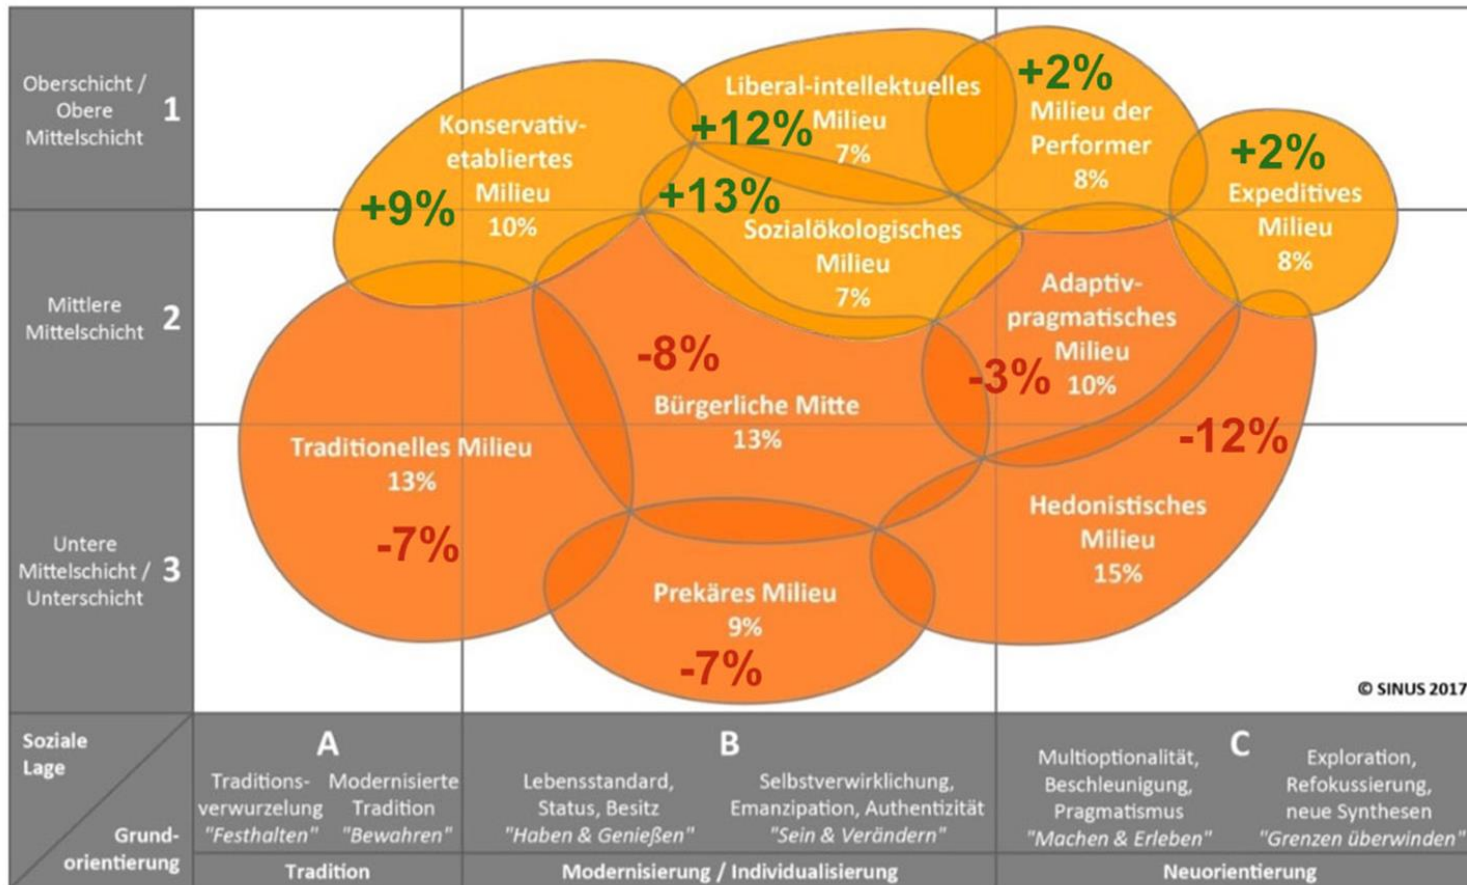 Oberschicht /
Obere
Mittelschicht
1
Mittlere
Mittelschicht
2
Untere
Mittelschicht /
Unterschicht
3
Konservativ-
etabliertes
Milieu
10%
+9%
Liberal-intellektuelles
Milieu
7%
+12%
+2%
Milieu der
Performer
8%
+2%
Expeditives
Milieu
8%
+13%
Sozialökologisches
Milieu
7%
Adaptiv-
pragmatisches
Milieu
10%
-3%
-8%
Bürgerliche Mitte
13%
-12%
Traditionelles Milieu
13%
-7%
Hedonistisches
Milieu
15%
Prekäres Milieu
9%
-7%
© SINUS 2017
Soziale
Lage
Grund-
orientierung
A
Traditions-
verwurzelung
"Festhalten"
Modernisierte
Tradition
"Bewahren"
Tradition
B
Lebensstandard,
Status, Besitz
"Haben & Genießen"
Selbstverwirklichung,
Emanzipation, Authentizität
"Sein & Verändern"
Modernisierung / Individualisierung
C
Multioptionalität,
Beschleunigung,
Pragmatismus
"Machen & Erleben"
Exploration,
Refokussierung,
neue Synthesen
"Grenzen überwinden"
Neuorientierung